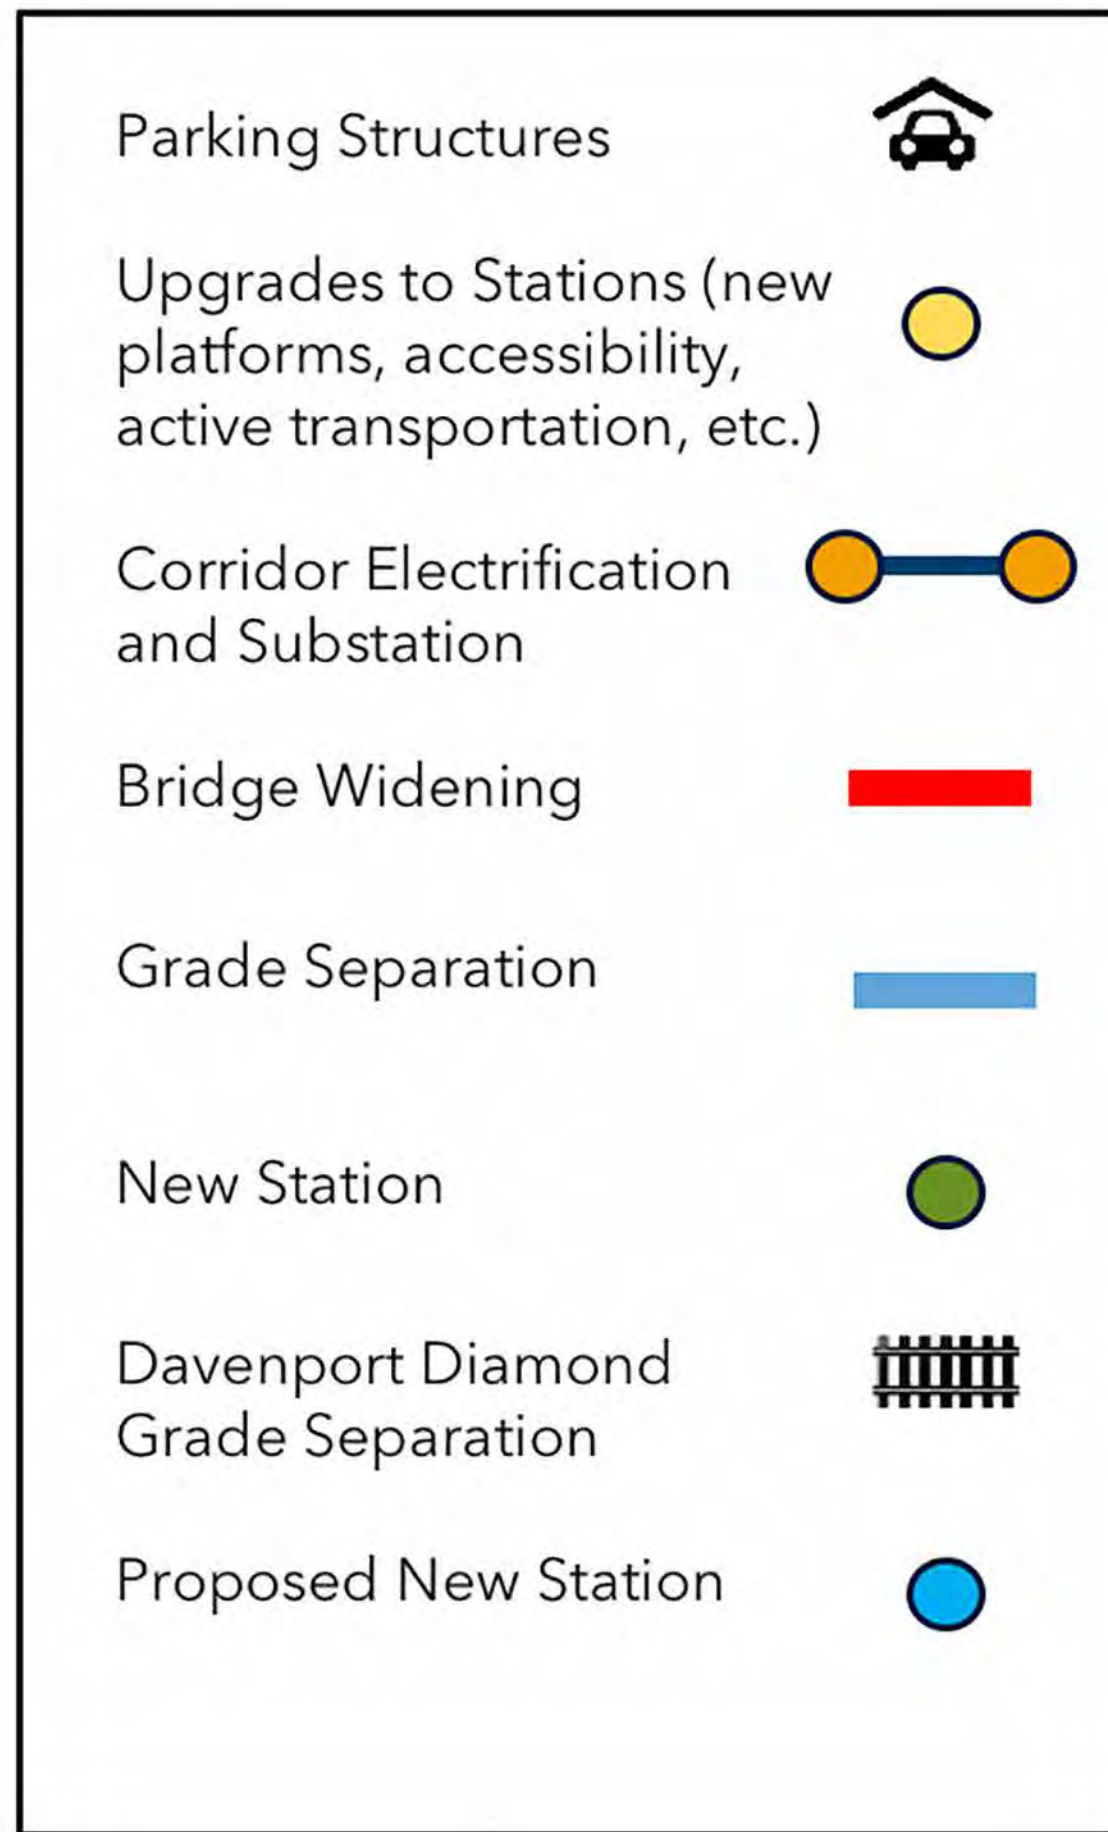 Parking Structures
Upgrades to Stations (new
platforms, accessibility,
active transportation, etc.)
Corridor Electrification
and Substation
Bridge Widening
Grade Separation
New Station
Davenport Diamond
Grade Separation
Proposed New Station